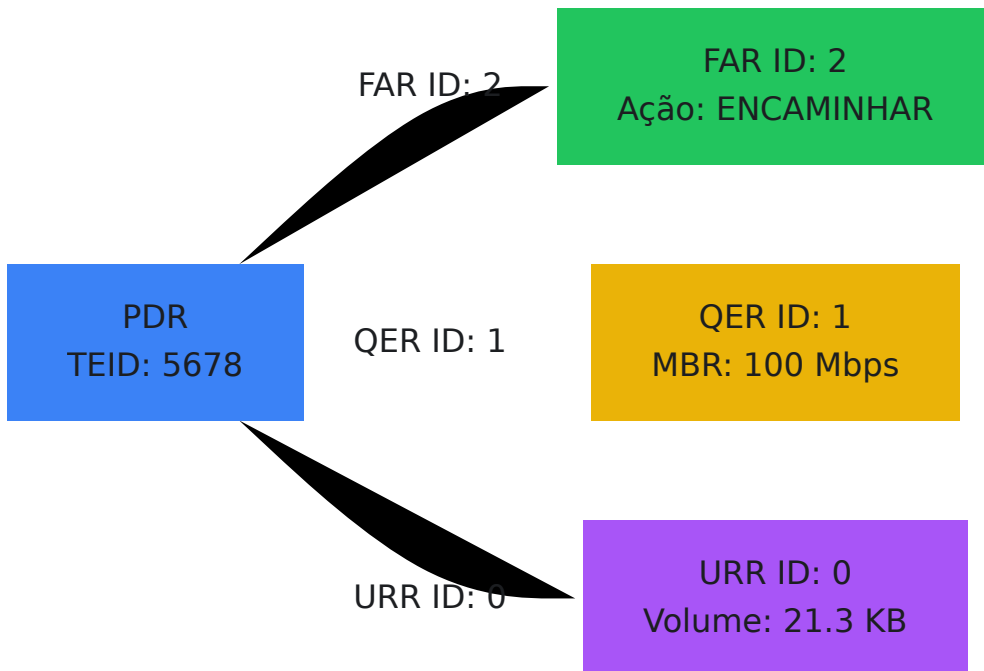 FAR ID: 2
FAR ID: 2
Ação: ENCAMINHAR
PDR
TEID: 5678
QER ID: 1
QER ID: 1
MBR: 100 Mbps
URR ID: 0
URR ID: 0
Volume: 21.3 KB